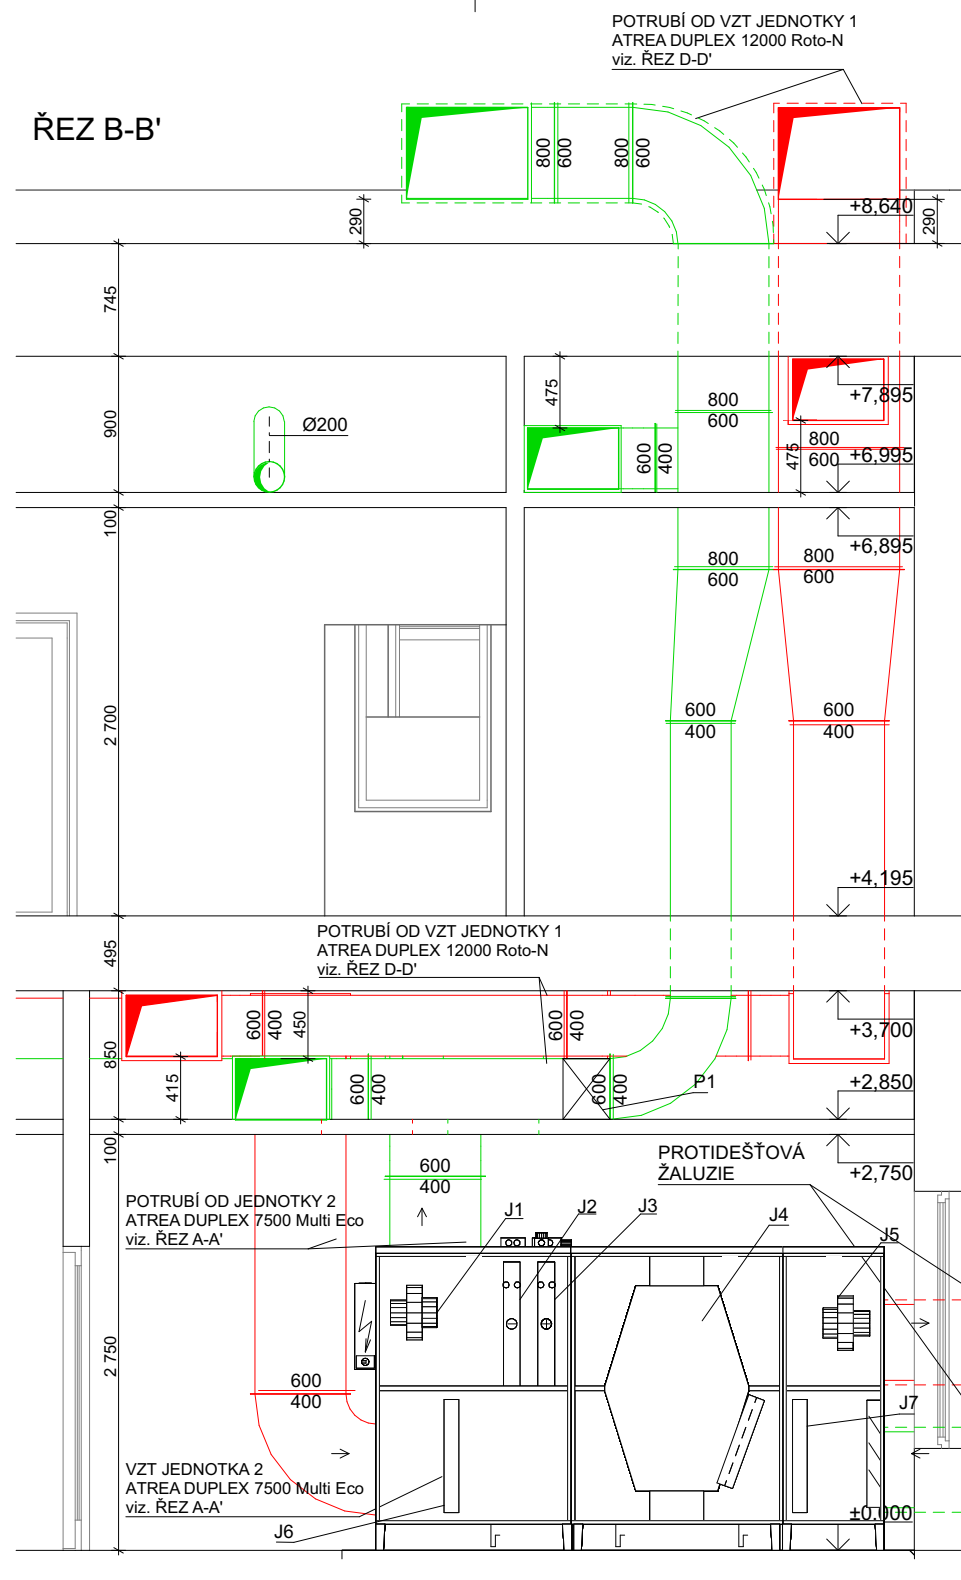 POTRUBÍ OD VZT JEDNOTKY 1
ATREA DUPLEX 12000 Roto-N
viz. ŘEZ D-D'
ŘEZ B-B'
800
600
800
600
290
+8,640
290
745
475
800
600
+7,895
900
Ø200
600
400
800
600
475
+6,995
100
+6,895
800
600
800
600
2 700
600
400
600
400
+4,195
495
POTRUBÍ OD VZT JEDNOTKY 1
ATREA DUPLEX 12000 Roto-N
viz. ŘEZ D-D'
600
400
450
600
400
+3,700
850
415
600
400
600
400
P1
+2,850
100
600
400
PROTIDEŠŤOVÁ
ŽALUZIE
+2,750
POTRUBÍ OD JEDNOTKY 2
ATREA DUPLEX 7500 Multi Eco
viz. ŘEZ A-A'
J1
J2
J3
J4
J5
2 750
600
400
J7
VZT JEDNOTKA 2
ATREA DUPLEX 7500 Multi Eco
viz. ŘEZ A-A'
J6
±0.000